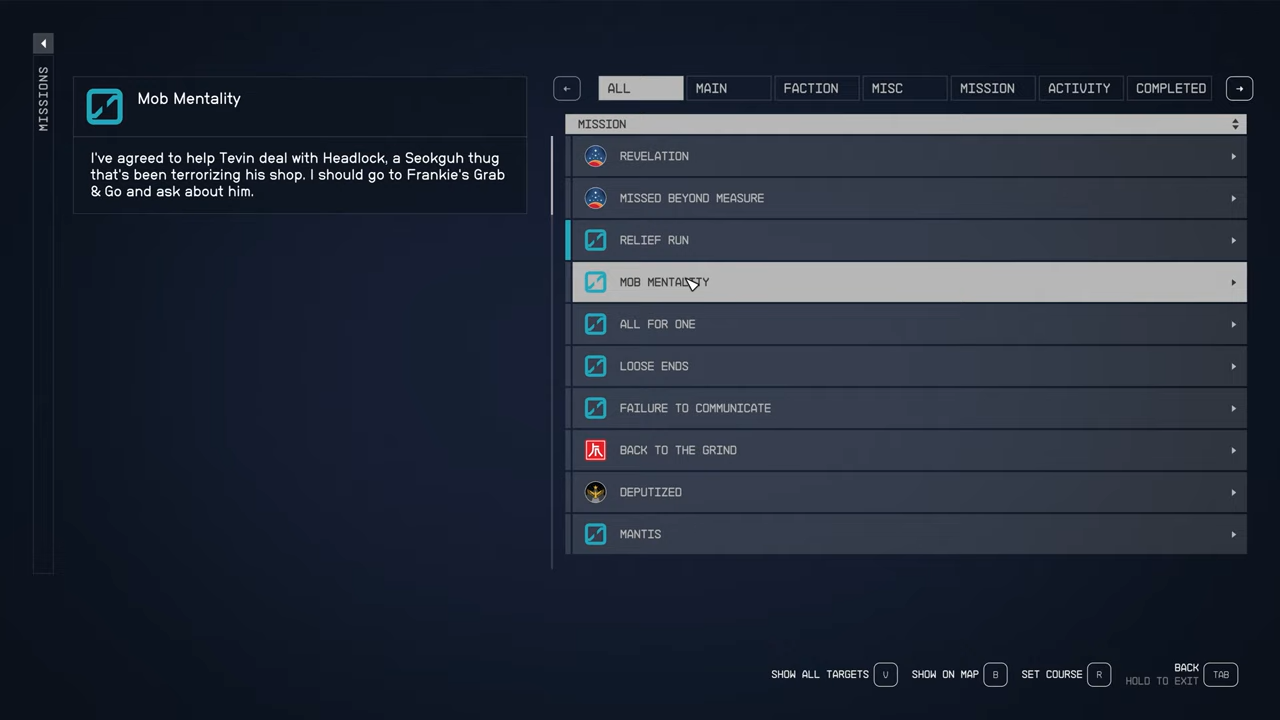 MISSIONS
Mob Mentality
I've agreed to help Tevin deal with Headlock, a Seokguh thug
that's been terrorizing his shop. I should go to Frankie's Grab
& Go and ask about him.
ALL MAIN FACTION MISC MISSION ACTIVITY COMPLETED
MISSION
REVELATION
MISSED BEYOND MEASURE
RELIEF RUN
MOB MENTALITY
ALL FOR ONE
LOOSE ENDS
FAILURE TO COMMUNICATE
BACK TO THE GRIND
DEPUTIZED
MANTIS
SHOW ALL TARGETS V SHOW ON MAP B SET COURSE R BACK TAB
HOLD TO EXIT